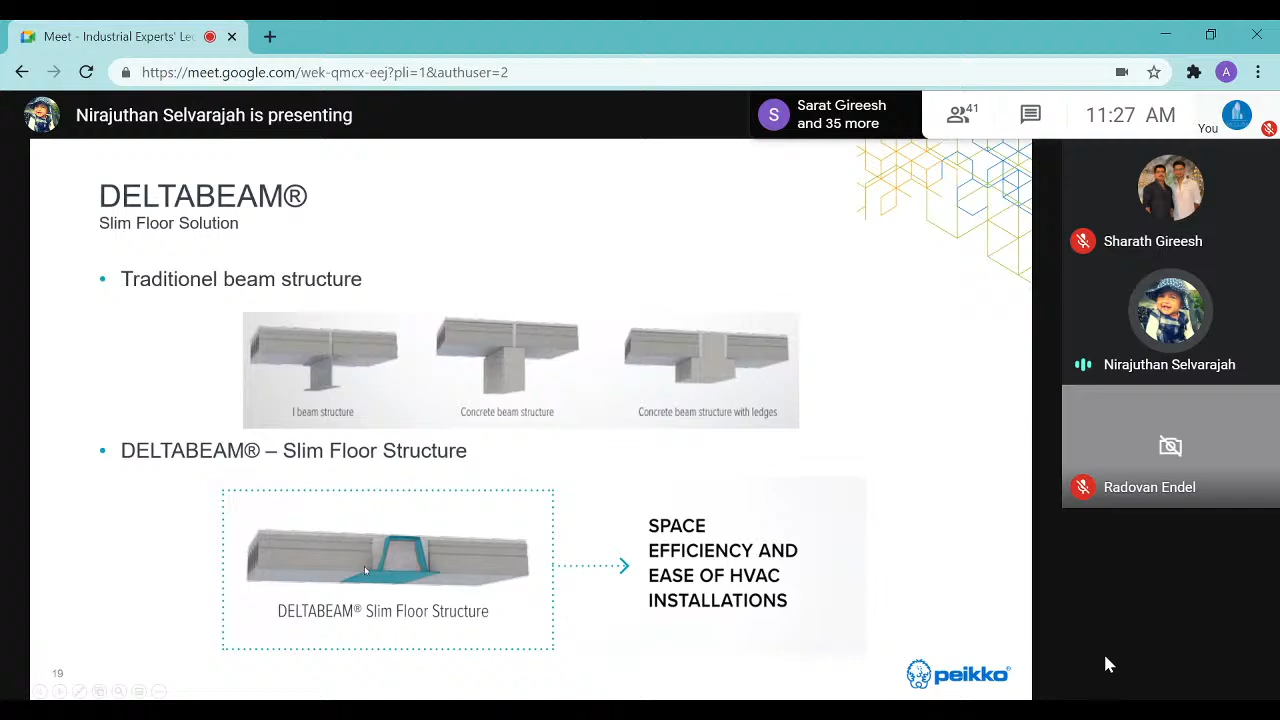 Meet - Industrial Experts' Lec
https://meet.google.com/wek-qmcx-eej?pli=1&authuser=2
A
Nirajuthan Selvarajah is presenting
S
Sarat Gireesh
and 35 more
41
11:27 AM
You
DELTABEAM®
Slim Floor Solution
• Traditionel beam structure
I beam structure
Concrete beam structure
Concrete beam structure with ledges
• DELTABEAM® – Slim Floor Structure
DELTABEAM® Slim Floor Structure
SPACE
EFFICIENCY AND
EASE OF HVAC
INSTALLATIONS
19
peikko®
Sharath Gireesh
Nirajuthan Selvarajah
Radovan Endel